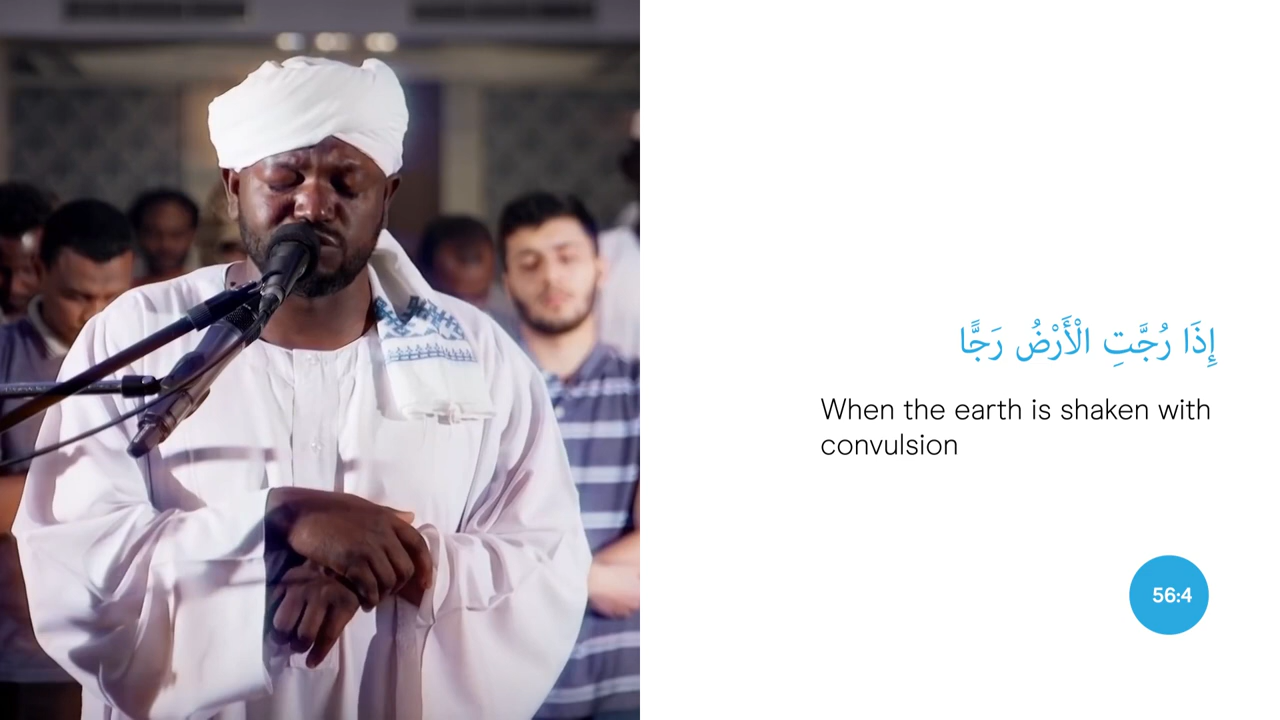 إِذَا رُجَّتِ الْأَرْضُ رَجًّا
When the earth is shaken with
convulsion
56:4